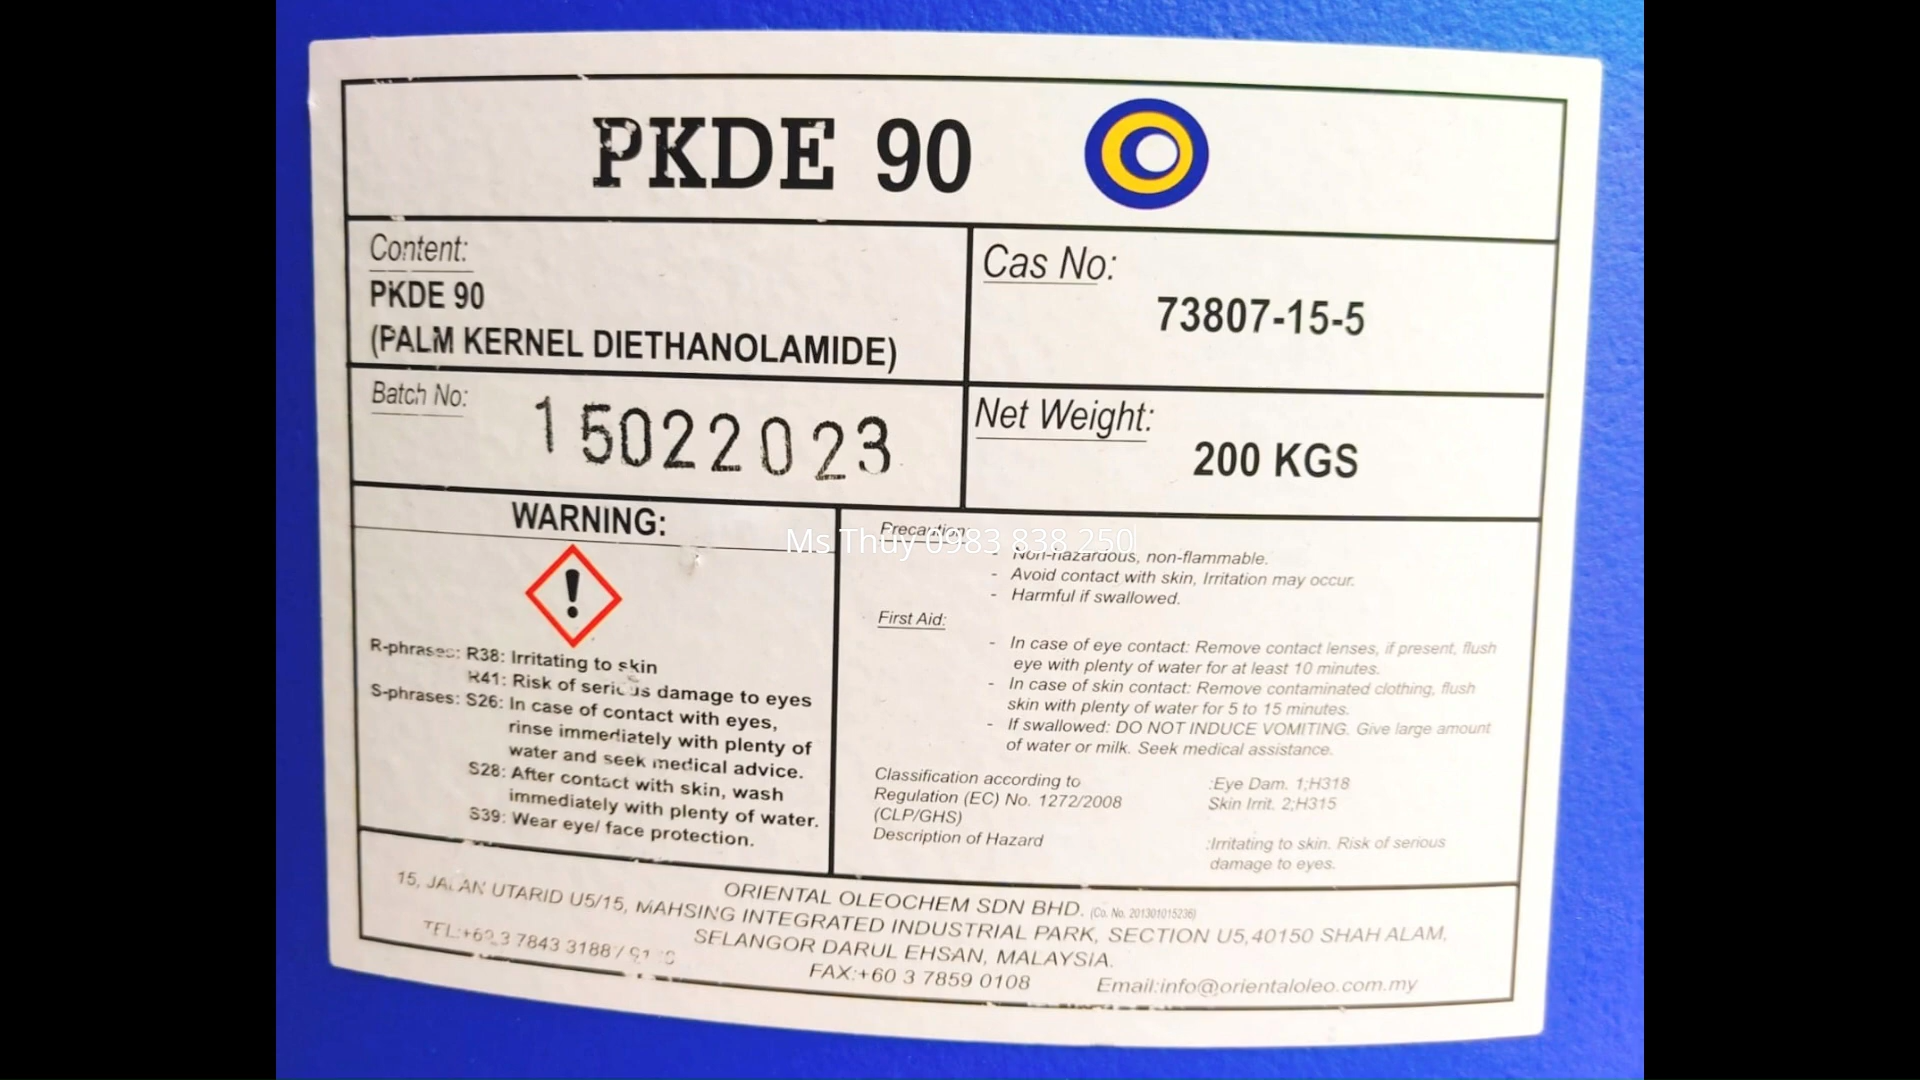 PKDE 90
Content:
PKDE 90
(PALM KERNEL DIETHANOLAMIDE)
Cas No:
73807-15-5
Batch No:
15022023
Net Weight:
200 KGS
WARNING:
!
R-phrases: R38: Irritating to skin
R41: Risk of serious damage to eyes
S-phrases: S26: In case of contact with eyes,
rinse immediately with plenty of
water and seek medical advice.
S28: After contact with skin, wash
immediately with plenty of water.
S39: Wear eye/ face protection.
Precaution:
Ms Thuy 0983 838 250
- Non-hazardous, non-flammable.
- Avoid contact with skin, Irritation may occur.
- Harmful if swallowed.
First Aid:
- In case of eye contact: Remove contact lenses, if present, flush
eye with plenty of water for at least 10 minutes.
- In case of skin contact: Remove contaminated clothing, flush
skin with plenty of water for 5 to 15 minutes.
- If swallowed: DO NOT INDUCE VOMITING. Give large amount
of water or milk. Seek medical assistance.
Classification according to :Eye Dam. 1;H318
Regulation (EC) No. 1272/2008 Skin Irrit. 2;H315
(CLP/GHS)
Description of Hazard :Irritating to skin. Risk of serious
damage to eyes.
ORIENTAL OLEOCHEM SDN BHD. (Co. No. 201301015236)
15, JALAN UTARID U5/15, MAHSING INTEGRATED INDUSTRIAL PARK, SECTION U5,40150 SHAH ALAM,
SELANGOR DARUL EHSAN, MALAYSIA.
TEL:+60 3 7843 3188 /
FAX:+60 3 7859 0108 Email:info@orientaloleo.com.my